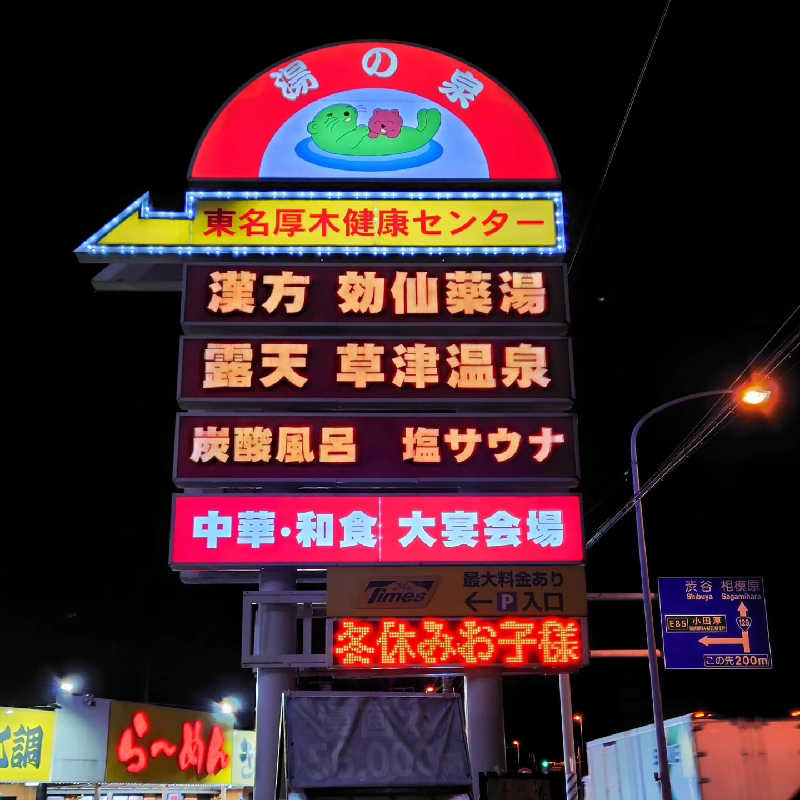 湯の泉
東名厚木健康センター
漢方 効仙薬湯
露天 草津温泉
炭酸風呂 塩サウナ
中華・和食 大宴会場
Times
最大料金あり
← P 入口
冬休みお子様
渋谷 相模原
Shibuya Sagamihara
E85 小田厚
129
この先200m
らーめん
調